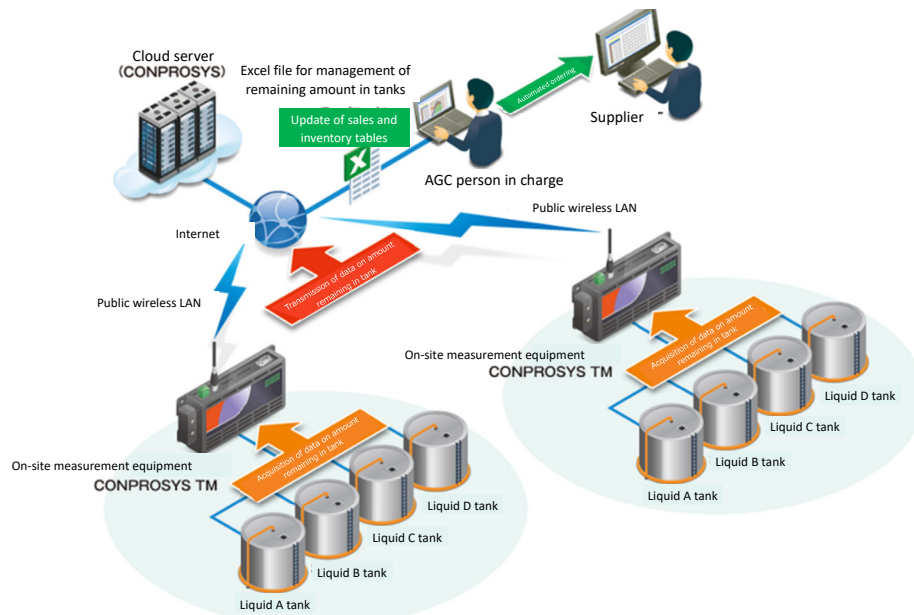 Cloud server
(CONPROSYS)
Excel file for management of
remaining amount in tanks
Update of sales and
inventory tables
Automated ordering
Supplier
AGC person in charge
Internet
Public wireless LAN
Public wireless LAN
Transmission of data on amount
remaining in tank
On-site measurement equipment
CONPROSYS TM
Acquisition of data on amount
remaining in tank
Liquid D tank
Liquid C tank
Liquid B tank
Liquid A tank
On-site measurement equipment
CONPROSYS TM
Acquisition of data on amount
remaining in tank
Liquid D tank
Liquid C tank
Liquid B tank
Liquid A tank